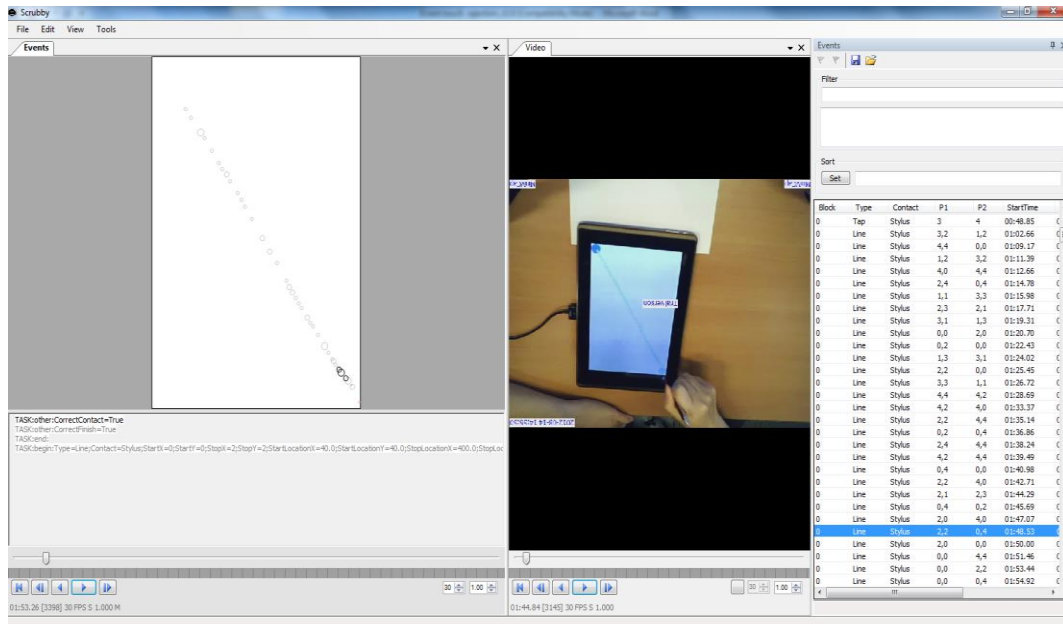 Scrubby
File Edit View Tools
Events
Video
Events
Filter
Sort
Set
Block Type Contact P1 P2 StartTime
0 Tap Stylus 3 4 00:48.85
0 Line Stylus 3,2 1,2 01:02.66
0 Line Stylus 4,4 0,0 01:09.17
0 Line Stylus 1,2 3,2 01:11.39
0 Line Stylus 4,0 4,4 01:12.66
0 Line Stylus 2,4 0,4 01:14.78
0 Line Stylus 1,1 3,3 01:15.98
0 Line Stylus 2,3 2,1 01:17.71
0 Line Stylus 3,1 1,3 01:19.31
0 Line Stylus 0,0 2,0 01:20.70
0 Line Stylus 0,2 0,0 01:22.43
0 Line Stylus 1,3 3,1 01:24.02
0 Line Stylus 2,2 0,0 01:25.45
0 Line Stylus 3,3 1,1 01:26.72
0 Line Stylus 4,4 4,2 01:28.69
0 Line Stylus 4,2 4,0 01:33.37
0 Line Stylus 2,2 4,4 01:35.14
0 Line Stylus 0,2 0,4 01:36.86
0 Line Stylus 2,4 4,4 01:38.24
0 Line Stylus 4,2 4,4 01:39.49
0 Line Stylus 0,4 0,0 01:40.98
0 Line Stylus 2,2 4,0 01:42.71
0 Line Stylus 2,1 2,3 01:44.29
0 Line Stylus 0,4 0,2 01:45.69
0 Line Stylus 2,0 4,0 01:47.07
0 Line Stylus 2,2 0,4 01:48.53
0 Line Stylus 2,0 0,0 01:50.00
0 Line Stylus 0,0 4,4 01:51.46
0 Line Stylus 0,0 2,2 01:53.44
0 Line Stylus 0,0 0,4 01:54.92
Trial version
TASK:other:CorrectContact=True
TASK:other:CorrectFinish=True
TASK:end:
TASK:begin:Type=Line;Contact=Stylus;StartX=0;StartY=0;StopX=2;StopY=2;StartLocationX=40.0;StartLocationY=40.0;StopLocationX=400.0;StopLoc
30 1.00
30 1.00
01:53.26 [3398] 30 FPS S 1.000 M
01:44.84 [3145] 30 FPS S 1.000